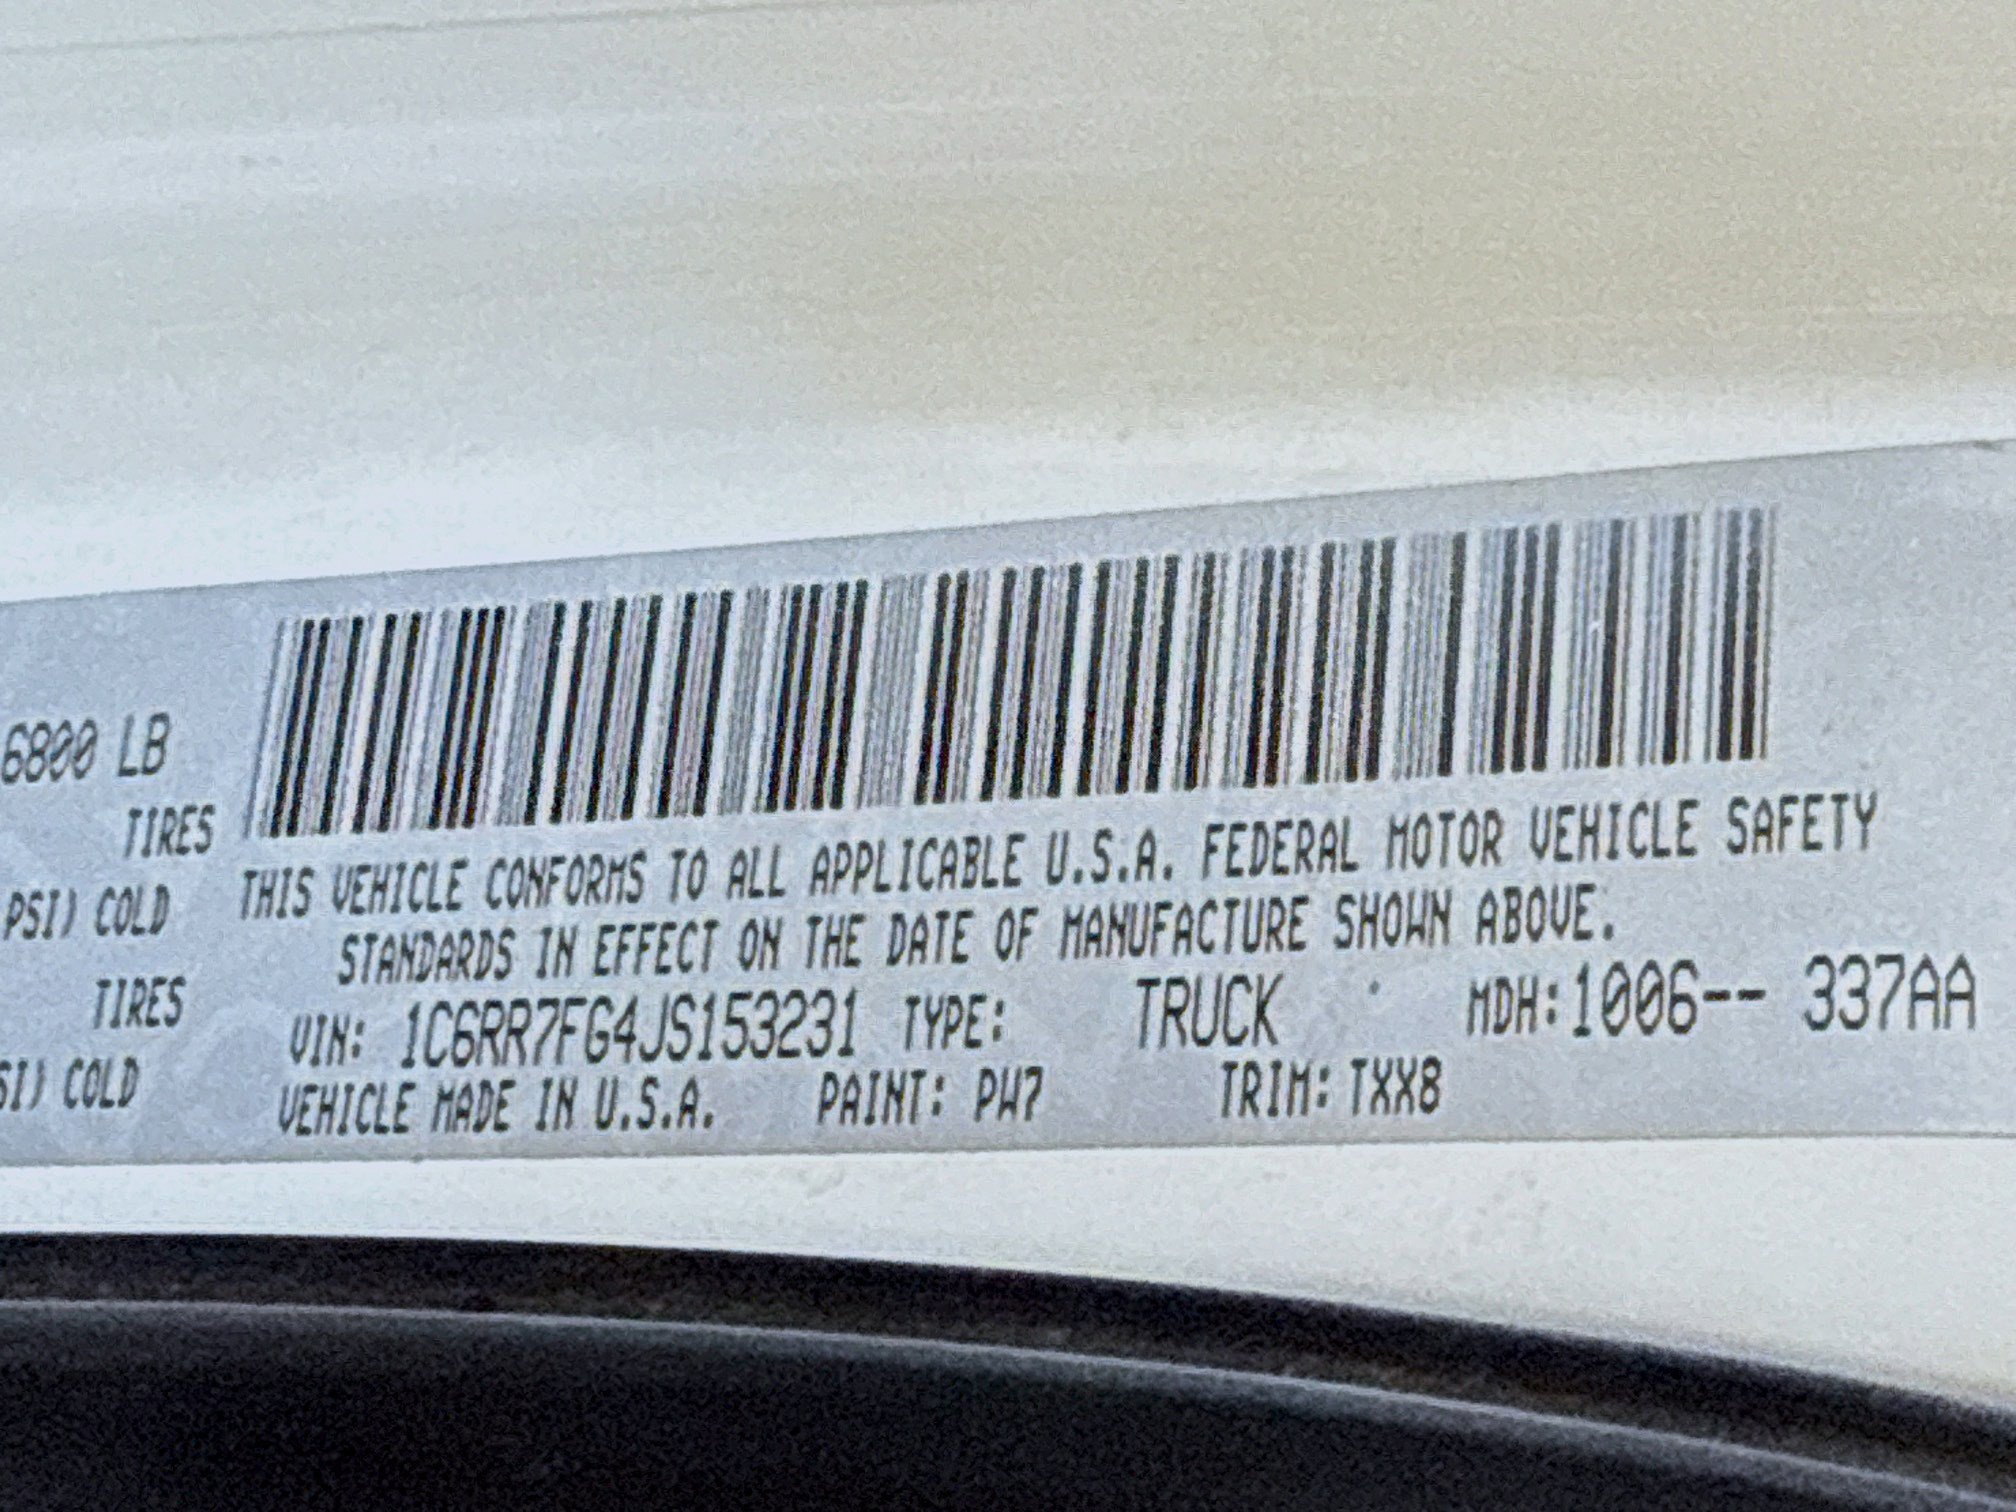 6800 LB
TIRES
PSI) COLD
TIRES
SI) COLD
THIS VEHICLE CONFORMS TO ALL APPLICABLE U.S.A. FEDERAL MOTOR VEHICLE SAFETY
STANDARDS IN EFFECT ON THE DATE OF MANUFACTURE SHOWN ABOVE.
VIN: 1C6RR7FG4JS153231 TYPE: TRUCK MDH:1006-- 337AA
VEHICLE MADE IN U.S.A. PAINT: PW7 TRIM: TXX8